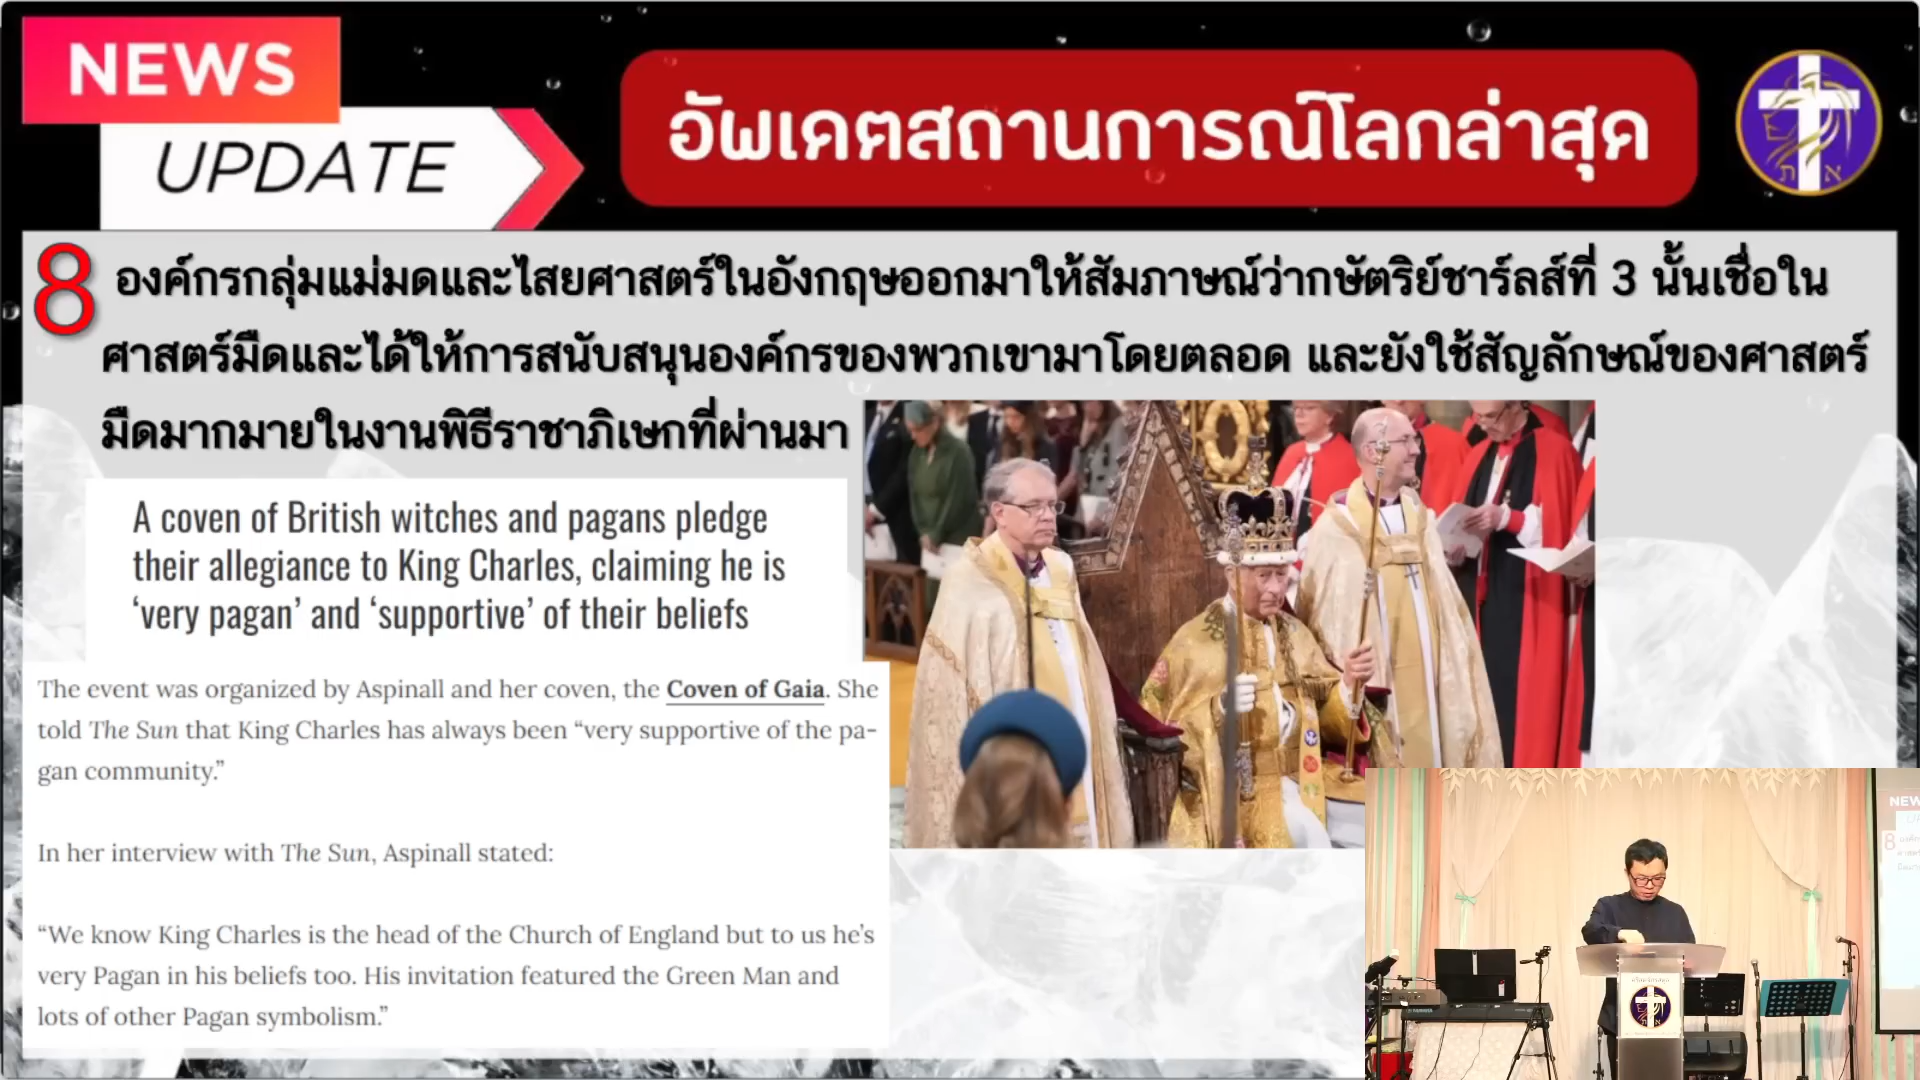 NEWS
UPDATE
อัพเดตสถานการณ์โลกล่าสุด
ת א
8
องค์กรกลุ่มแม่มดและไสยศาสตร์ในอังกฤษออกมาให้สัมภาษณ์ว่ากษัตริย์ชาร์ลส์ที่ 3 นั้นเชื่อใน
ศาสตร์มืดและได้ให้การสนับสนุนองค์กรของพวกเขามาโดยตลอด และยังใช้สัญลักษณ์ของศาสตร์
มืดมากมายในงานพิธีราชาภิเษกที่ผ่านมา
A coven of British witches and pagans pledge
their allegiance to King Charles, claiming he is
‘very pagan’ and ‘supportive’ of their beliefs
The event was organized by Aspinall and her coven, the Coven of Gaia. She
told The Sun that King Charles has always been “very supportive of the pa-
gan community.”
In her interview with The Sun, Aspinall stated:
“We know King Charles is the head of the Church of England but to us he’s
very Pagan in his beliefs too. His invitation featured the Green Man and
lots of other Pagan symbolism.”
NEW
8